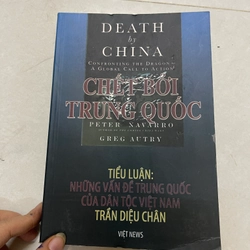 DEATH
by
CHINA
CONFRONTING THE DRAGON—
A GLOBAL CALL TO ACTION
CHẾT BỞI
TRUNG QUỐC
PETER NAVARRO
GREG AUTRY
TIỂU LUẬN:
NHỮNG VẤN ĐỀ TRUNG QUỐC
CỦA DÂN TỘC VIỆT NAM
TRẦN DIỆU CHÂN
VIỆT NEWS